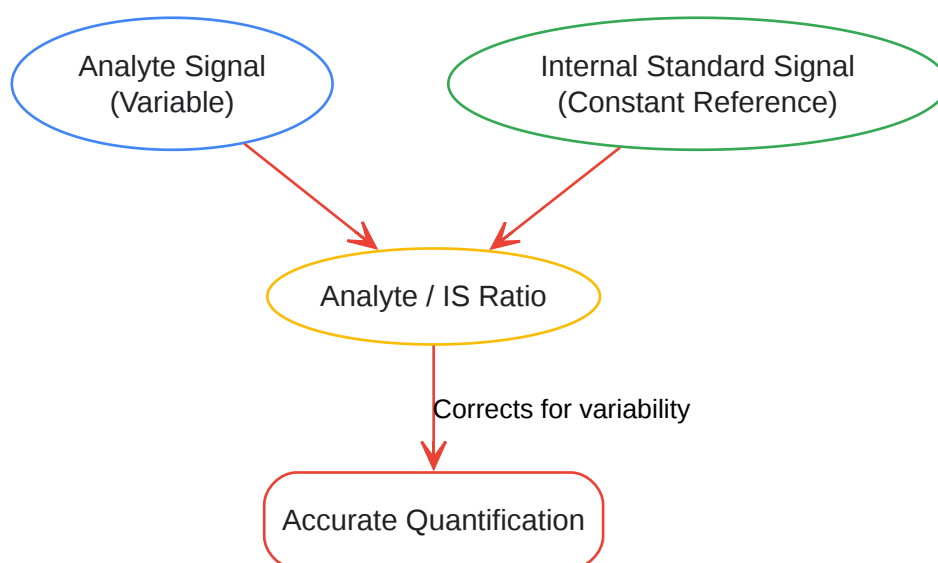 Analyte Signal
(Variable)
Internal Standard Signal
(Constant Reference)
Analyte / IS Ratio
Corrects for variability
Accurate Quantification